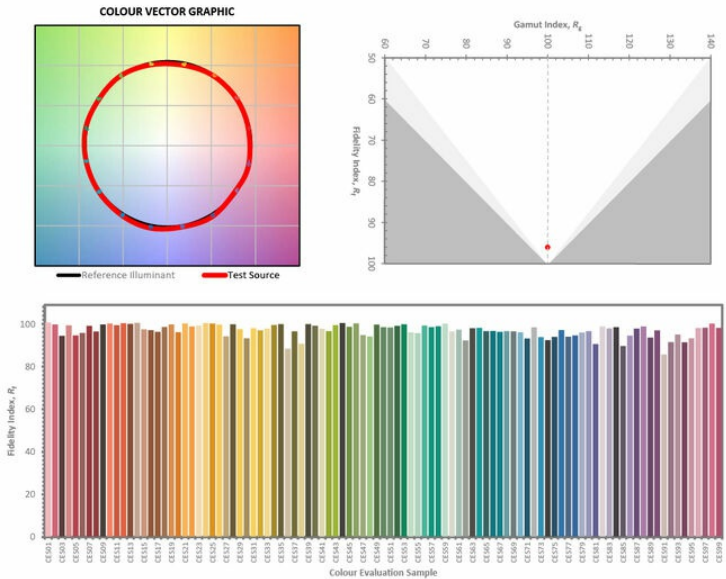 COLOUR VECTOR GRAPHIC
Reference Illuminant
Test Source
Gamut Index, Rg
60 70 80 90 100 110 120 130 140
50
60
70
80
90
100
Fidelity Index, Rf
100
80
60
40
20
0
Fidelity Index, Rf
CES01 CES03 CES05 CES07 CES09 CES11 CES13 CES15 CES17 CES19 CES21 CES23 CES25 CES27 CES29 CES31 CES33 CES35 CES37 CES39 CES41 CES43 CES45 CES47 CES49 CES51 CES53 CES55 CES57 CES59 CES61 CES63 CES65 CES67 CES69 CES71 CES73 CES75 CES77 CES79 CES81 CES83 CES85 CES87 CES89 CES91 CES93 CES95 CES97 CES99
Colour Evaluation Sample